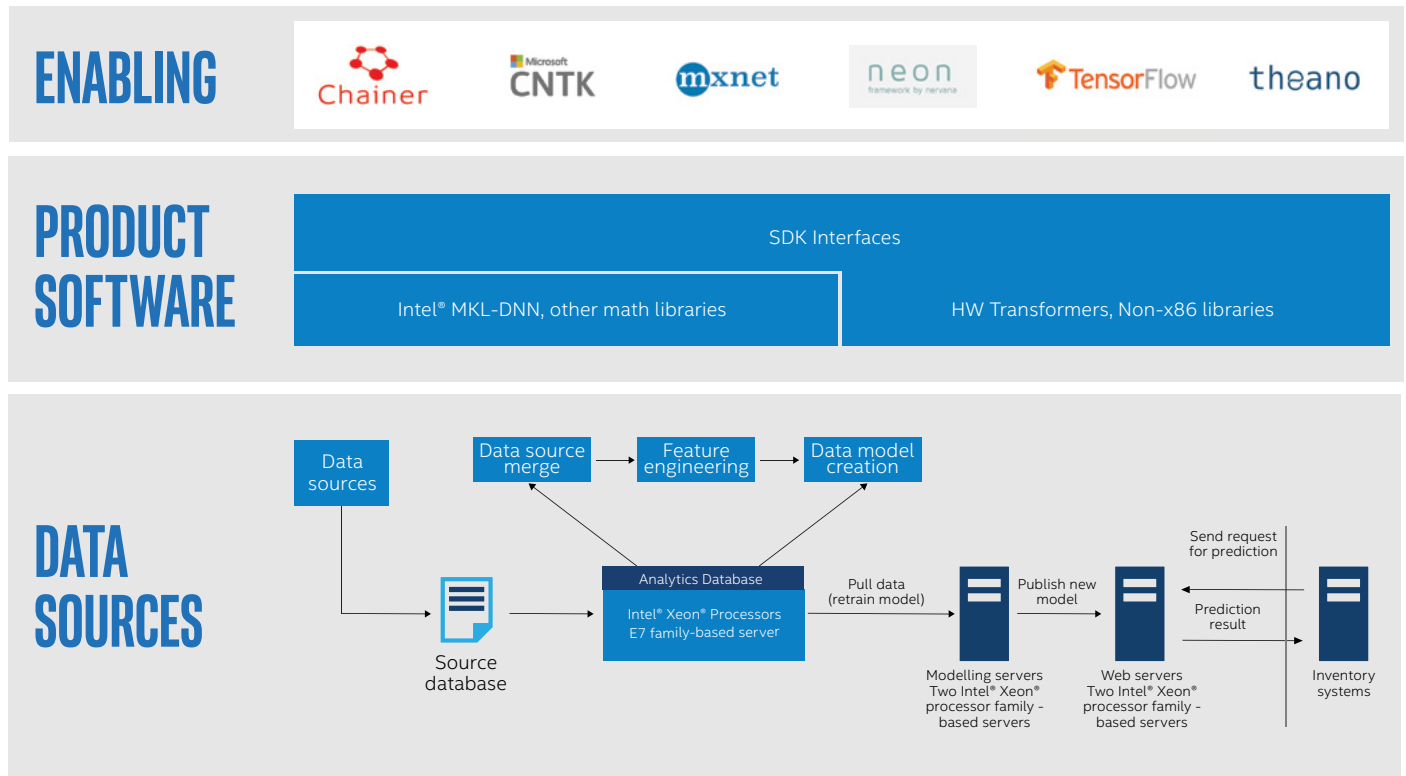 ENABLING
Chainer
Microsoft
CNTK
mxnet
neon
framework by nervana
TensorFlow
theano
PRODUCT
SOFTWARE
SDK Interfaces
Intel® MKL-DNN, other math libraries
HW Transformers, Non-x86 libraries
DATA
SOURCES
Data
sources
Data source
merge
Feature
engineering
Data model
creation
Source
database
Analytics Database
Intel® Xeon® Processors
E7 family-based server
Pull data
(retrain model)
Modelling servers
Two Intel® Xeon®
processor family -
based servers
Publish new
model
Web servers
Two Intel® Xeon®
processor family -
based servers
Send request
for prediction
Prediction
result
Inventory
systems